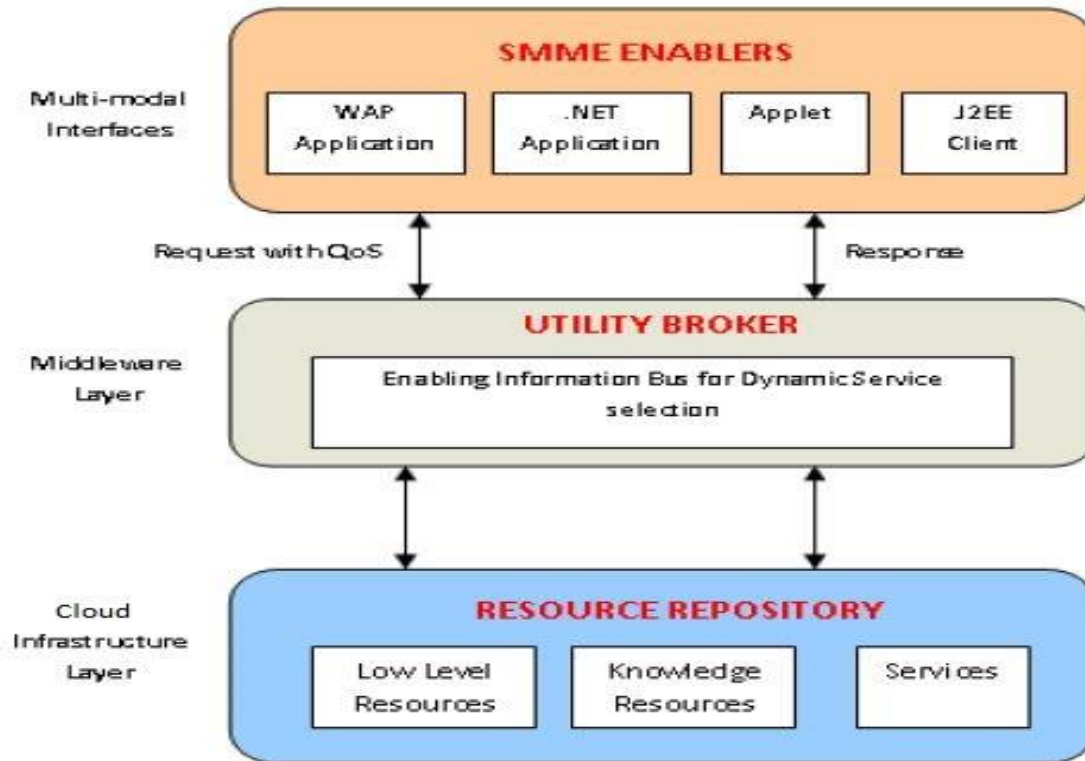 SMME ENABLERS
Multi-modal
Interfaces
WAP
Application
.NET
Application
Applet
J2EE
Client
Request with QoS
Response
UTILITY BROKER
Middleware
Layer
Enabling Information Bus for Dynamic Service
selection
Cloud
Infrastructure
Layer
RESOURCE REPOSITORY
Low Level
Resources
Knowledge
Resources
Services